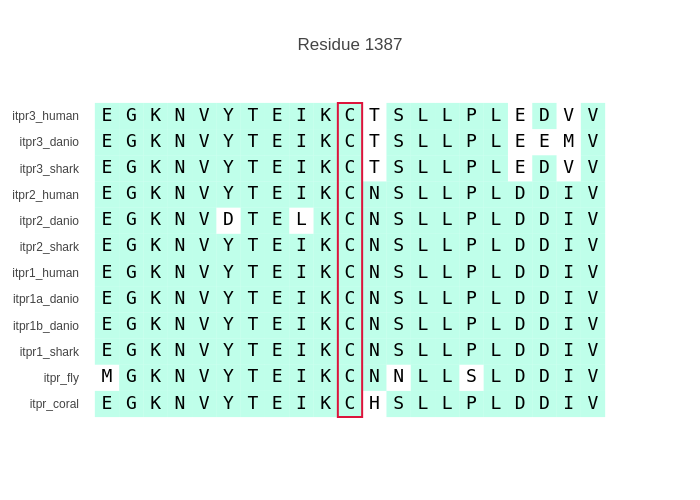 Residue 1387
itpr3_human E G K N V Y T E I K C T S L L P L E D V V
itpr3_danio E G K N V Y T E I K C T S L L P L E E M V
itpr3_shark E G K N V Y T E I K C T S L L P L E D V V
itpr2_human E G K N V Y T E I K C N S L L P L D D I V
itpr2_danio E G K N V D T E L K C N S L L P L D D I V
itpr2_shark E G K N V Y T E I K C N S L L P L D D I V
itpr1_human E G K N V Y T E I K C N S L L P L D D I V
itpr1a_danio E G K N V Y T E I K C N S L L P L D D I V
itpr1b_danio E G K N V Y T E I K C N S L L P L D D I V
itpr1_shark E G K N V Y T E I K C N S L L P L D D I V
itpr_fly M G K N V Y T E I K C N N L L S L D D I V
itpr_coral E G K N V Y T E I K C H S L L P L D D I V